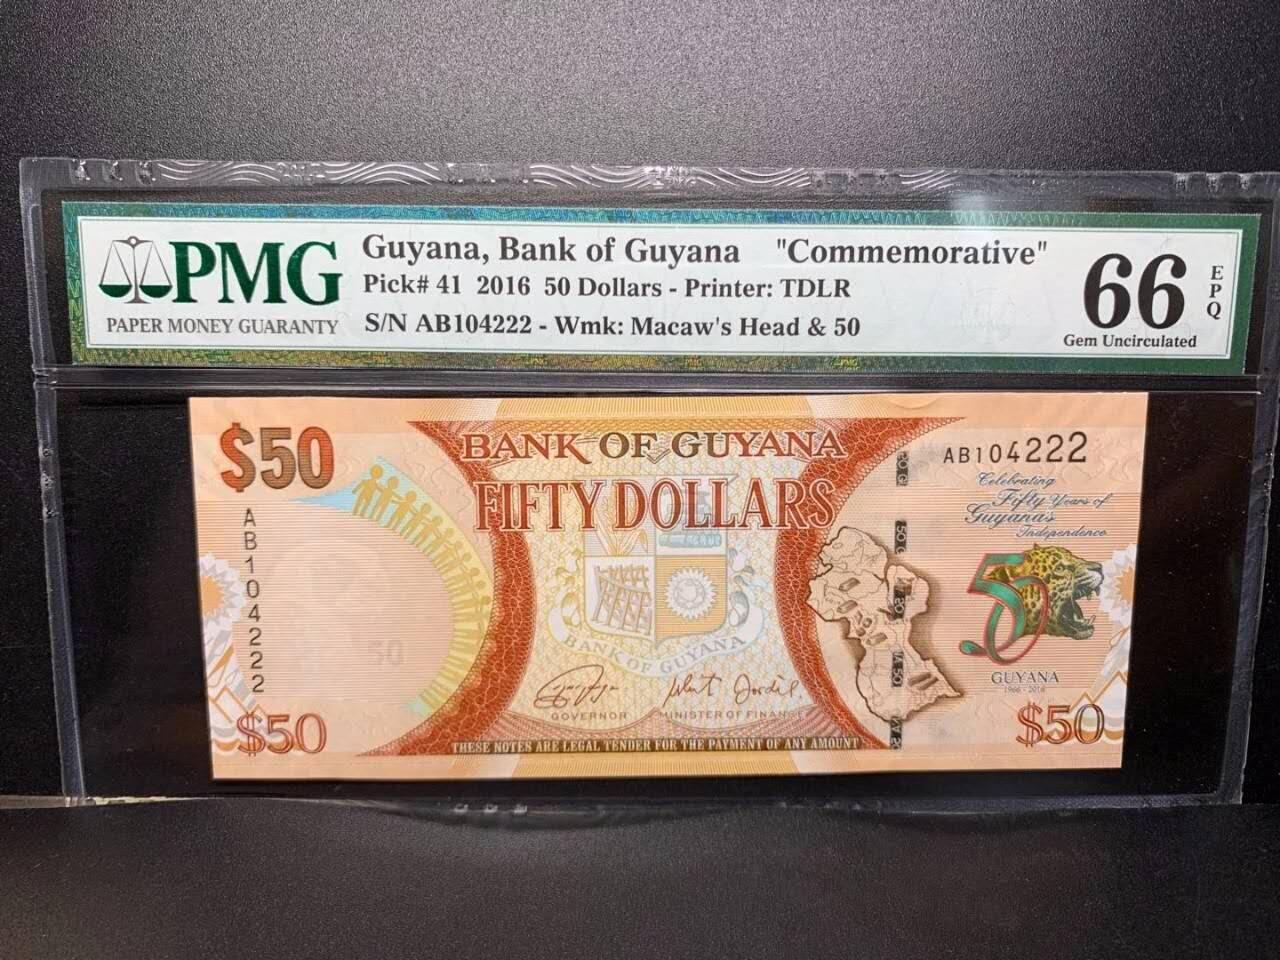 PMG
PAPER MONEY GUARANTY
Guyana, Bank of Guyana "Commemorative"
Pick# 41 2016 50 Dollars - Printer: TDLR
S/N AB104222 - Wmk: Macaw's Head & 50
66
EPQ
Gem Uncirculated
$50
BANK OF GUYANA
FIFTY DOLLARS
AB104222
Celebrating
Fifty Years of
Guyana's
Independence
AB104222
50
50
BANK OF GUYANA
GUYANA
1966 - 2016
GOVERNOR
MINISTER OF FINANCE
$50
$50
THESE NOTES ARE LEGAL TENDER FOR THE PAYMENT OF ANY AMOUNT